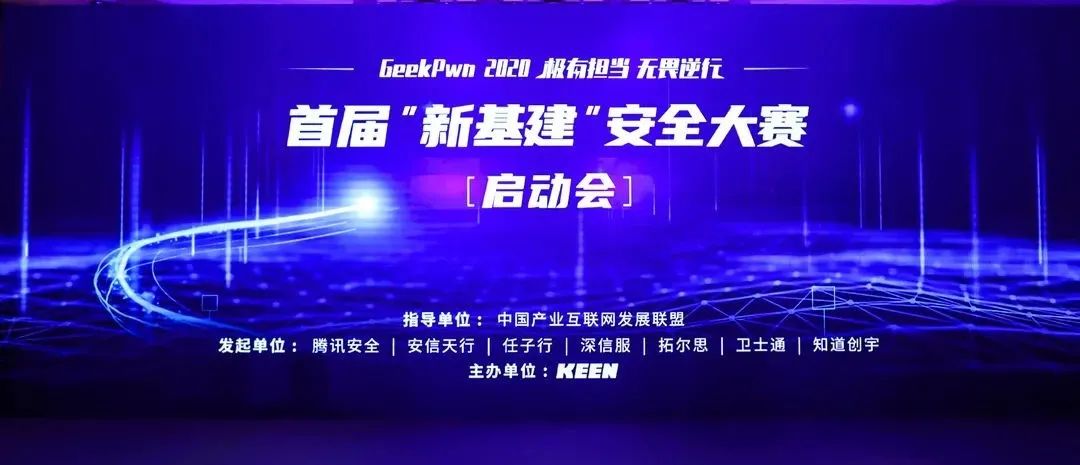 GeekPwn 2020 极有担当 无畏逆行
首届"新基建"安全大赛
[启动会]
指导单位：中国产业互联网发展联盟
发起单位：腾讯安全 | 安信天行 | 任子行 | 深信服 | 拓尔思 | 卫士通 | 知道创宇
主办单位：KEEN